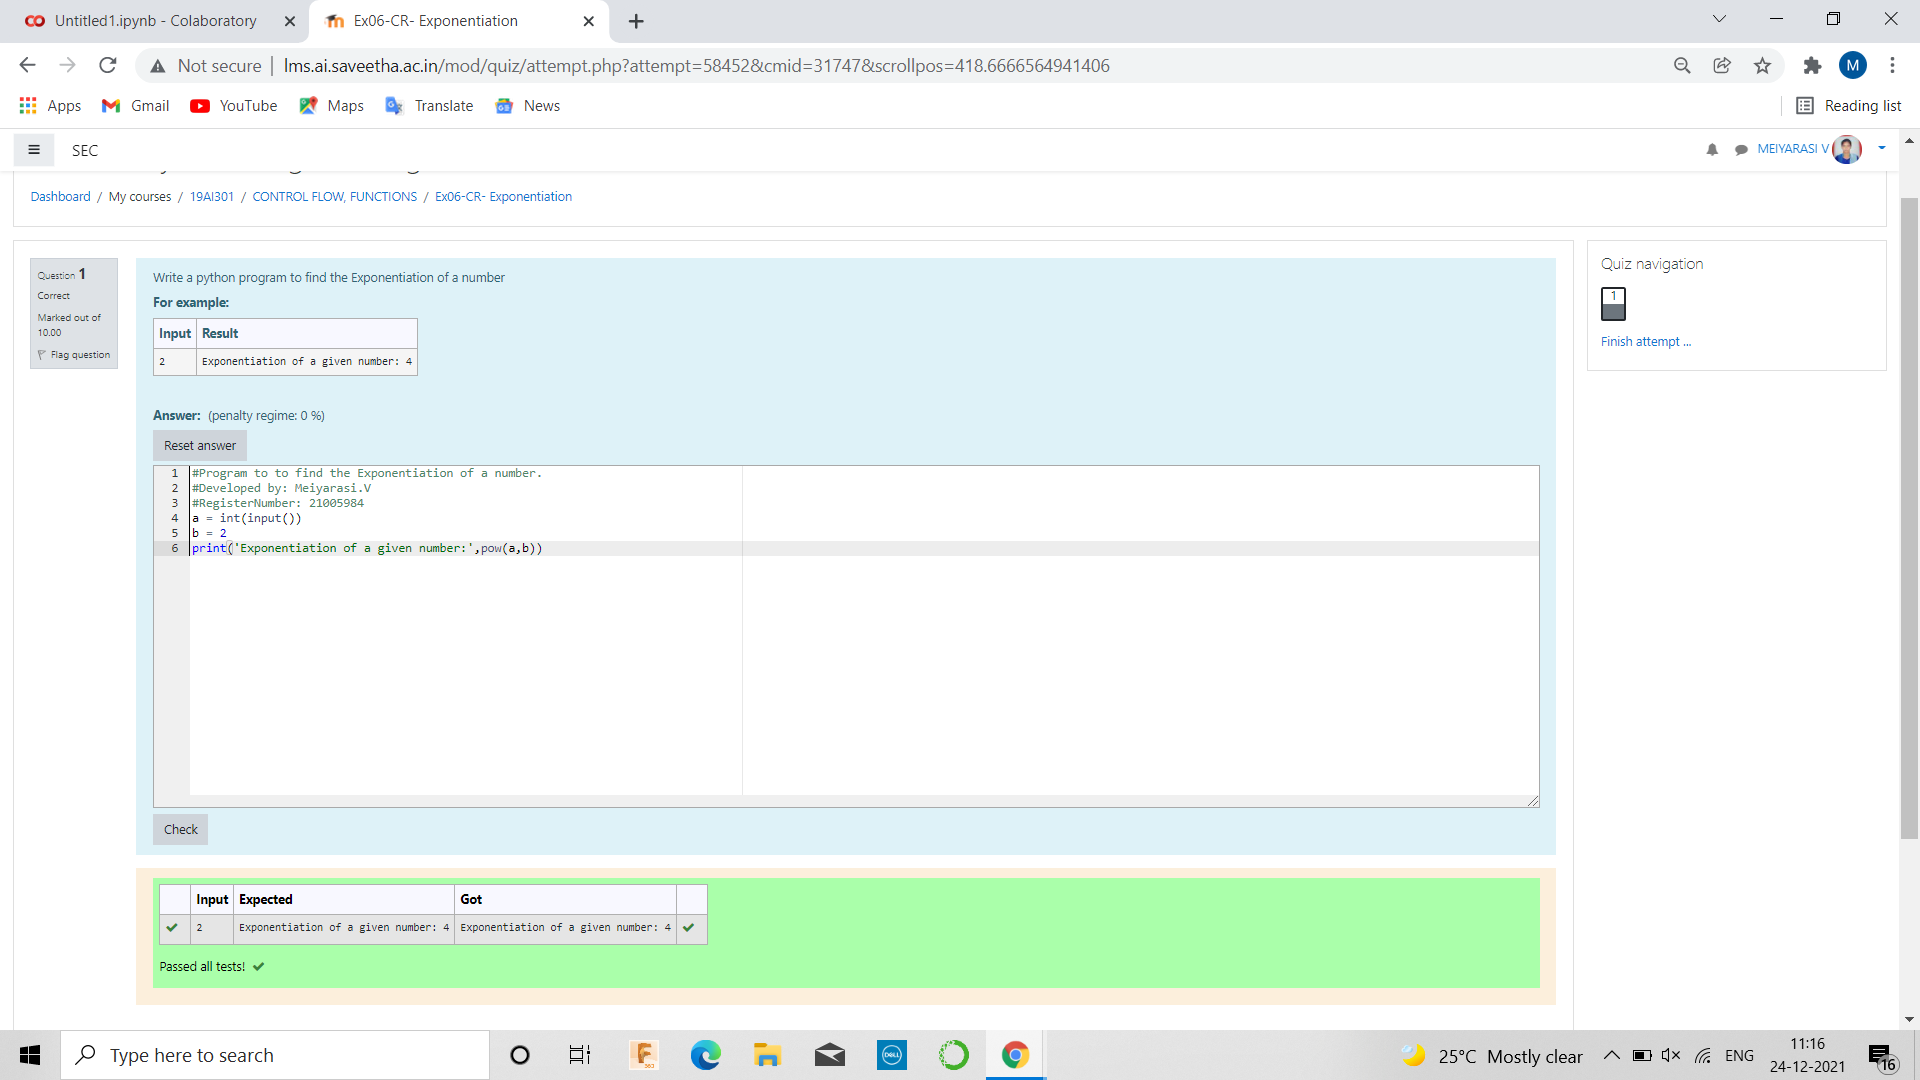 Untitled1.ipynb - Colaboratory
Ex06-CR- Exponentiation
Not secure
lms.ai.saveetha.ac.in/mod/quiz/attempt.php?attempt=58452&cmid=31747&scrollpos=418.6666564941406
M
Apps
Gmail
YouTube
Maps
Translate
News
Reading list
SEC
MEIYARASI V
Dashboard / My courses / 19AI301 / CONTROL FLOW, FUNCTIONS / Ex06-CR- Exponentiation
Question 1
Correct
Marked out of
10.00
Flag question
Write a python program to find the Exponentiation of a number
For example:
Input Result
2 Exponentiation of a given number: 4
Answer: (penalty regime: 0 %)
Reset answer
1 #Program to to find the Exponentiation of a number.
2 #Developed by: Meiyarasi.V
3 #RegisterNumber: 21005984
4 a = int(input())
5 b = 2
6 print('Exponentiation of a given number:',pow(a,b))
Check
Input Expected Got
2 Exponentiation of a given number: 4 Exponentiation of a given number: 4
Passed all tests!
Quiz navigation
1
Finish attempt ...
Type here to search
DELL
25°C Mostly clear
ENG
11:16
24-12-2021
16